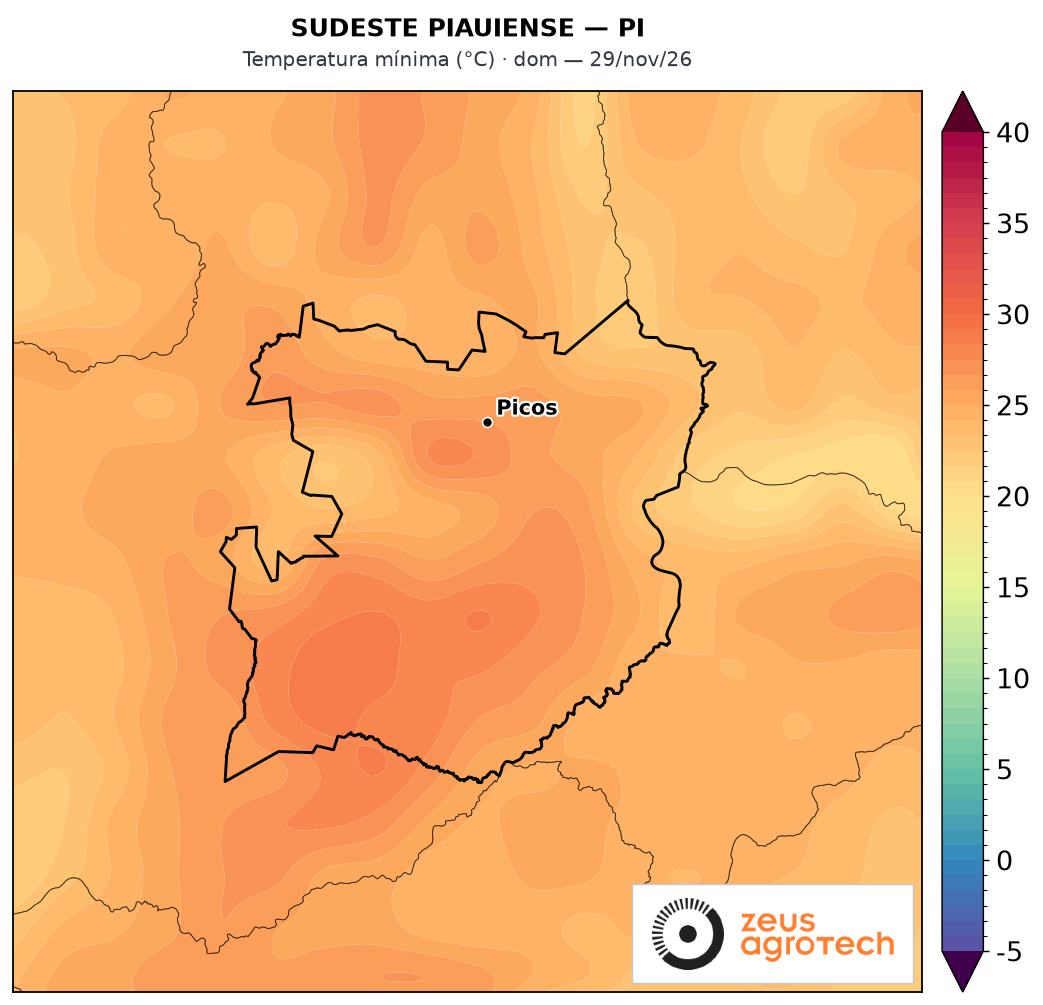 SUDESTE PIAUIENSE — PI
Temperatura mínima (°C) · dom — 29/nov/26
Picos
40
35
30
25
20
15
10
5
0
-5
zeus
agrotech